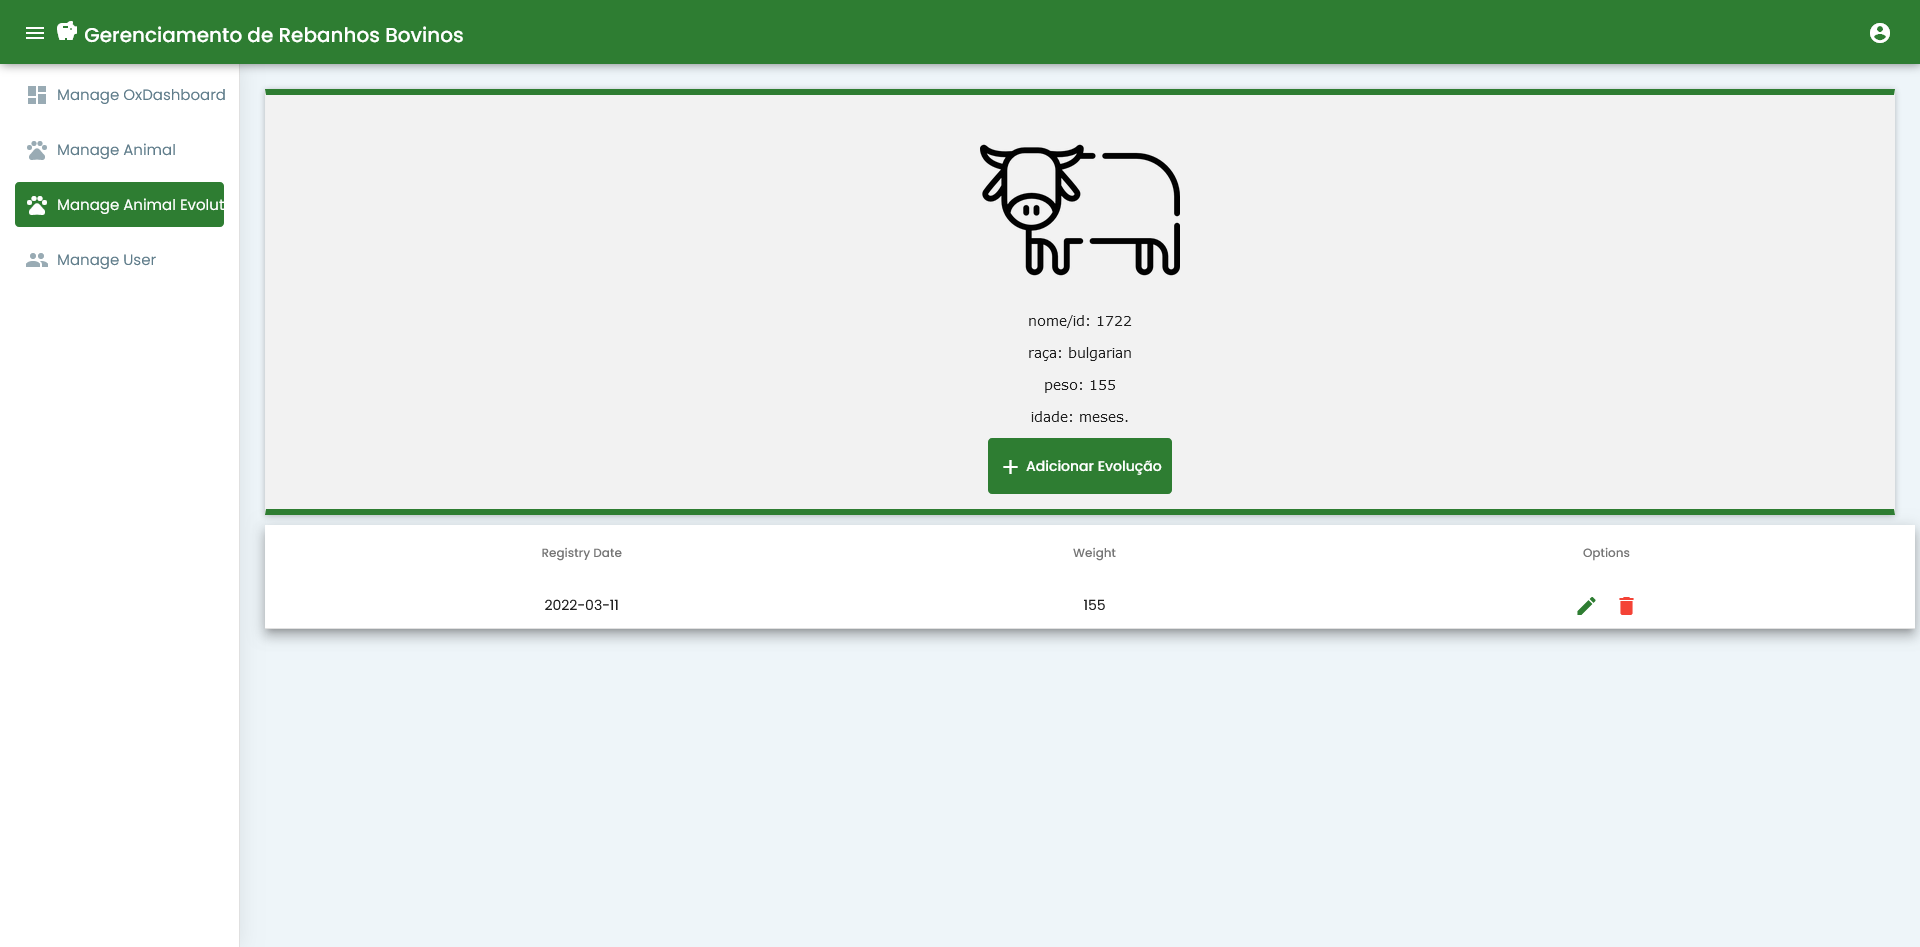 Gerenciamento de Rebanhos Bovinos
Manage OxDashboard
Manage Animal
Manage Animal Evolut
Manage User
nome/id: 1722
raça: bulgarian
peso: 155
idade: meses.
Adicionar Evolução
Registry Date Weight Options
2022-03-11 155